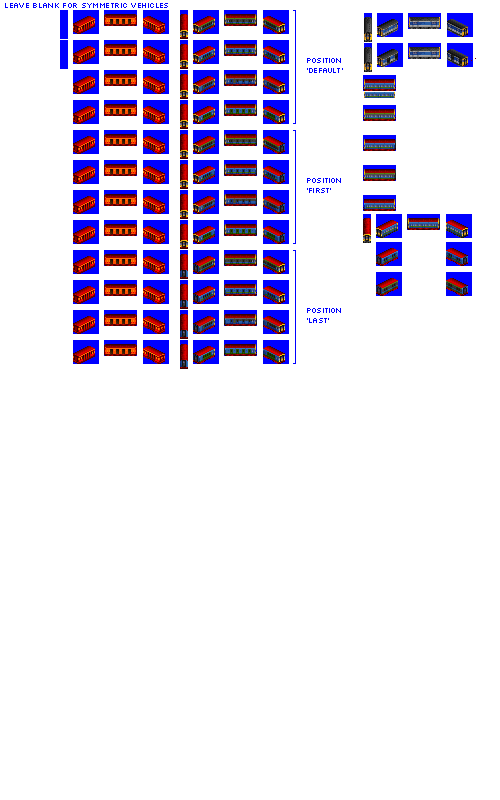 LEAVE BLANK FOR SYMMETRIC VEHICLES
POSITION
'DEFAULT'
POSITION
'FIRST'
POSITION
'LAST'